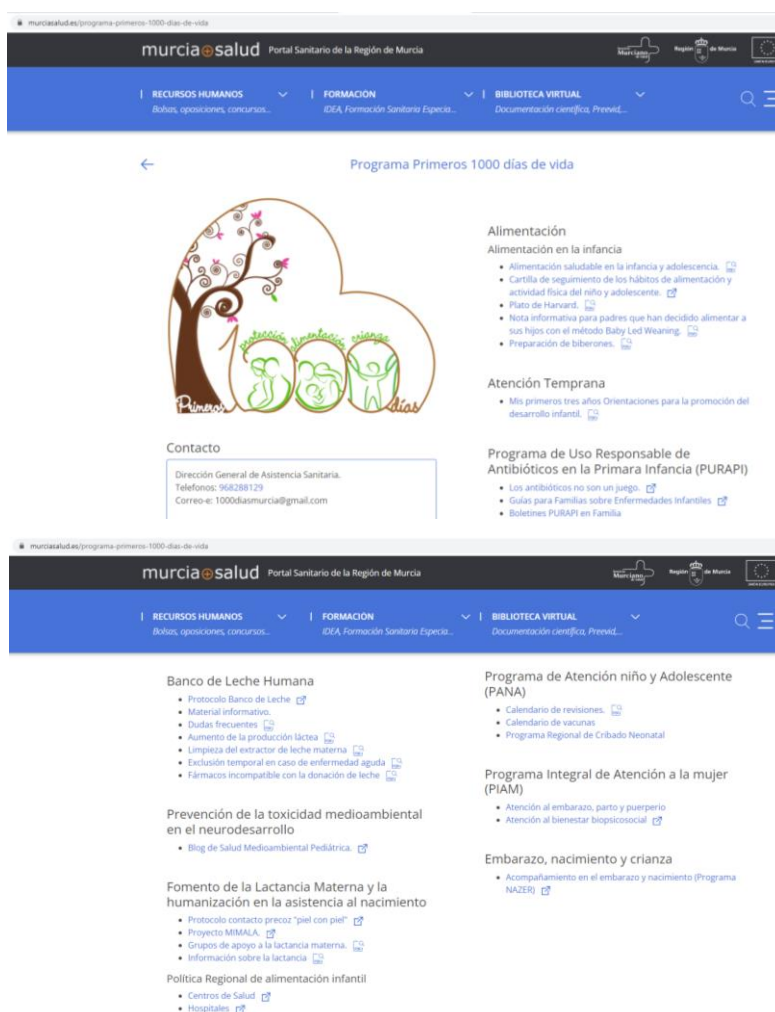 murciasalud.es/programa-primeros-1000-dias-de-vida
murcia salud Portal Sanitario de la Región de Murcia
Murciano
Región de Murcia
RECURSOS HUMANOS
Bolsas, oposiciones, concursos...
FORMACIÓN
IDEA, Formación Sanitaria Especia...
BIBLIOTECA VIRTUAL
Documentación científica, Preevid,...
Programa Primeros 1000 días de vida
protección alimentación crianza
Primeros
días
Contacto
Dirección General de Asistencia Sanitaria.
Telefonos: 968288129
Correo-e: 1000diasmurcia@gmail.com
Alimentación
Alimentación en la infancia
Alimentación saludable en la infancia y adolescencia.
Cartilla de seguimiento de los hábitos de alimentación y
actividad física del niño y adolescente.
Plato de Harvard.
Nota informativa para padres que han decidido alimentar a
sus hijos con el método Baby Led Weaning.
Preparación de biberones.
Atención Temprana
Mis primeros tres años Orientaciones para la promoción del
desarrollo infantil.
Programa de Uso Responsable de
Antibióticos en la Primara Infancia (PURAPI)
Los antibióticos no son un juego.
Guías para Familias sobre Enfermedades Infantiles
Boletines PURAPI en Familia
murciasalud.es/programa-primeros-1000-dias-de-vida
murcia salud Portal Sanitario de la Región de Murcia
Murciano
Región de Murcia
RECURSOS HUMANOS
Bolsas, oposiciones, concursos...
FORMACIÓN
IDEA, Formación Sanitaria Especia...
BIBLIOTECA VIRTUAL
Documentación científica, Preevid,...
Banco de Leche Humana
Protocolo Banco de Leche
Material informativo.
Dudas frecuentes
Aumento de la producción láctea
Limpieza del extractor de leche materna
Exclusión temporal en caso de enfermedad aguda
Fármacos incompatible con la donación de leche
Prevención de la toxicidad medioambiental
en el neurodesarrollo
Blog de Salud Medioambiental Pediátrica.
Fomento de la Lactancia Materna y la
humanización en la asistencia al nacimiento
Protocolo contacto precoz "piel con piel"
Proyecto MIMALA.
Grupos de apoyo a la lactancia materna.
Información sobre la lactancia
Política Regional de alimentación infantil
Centros de Salud
Hospitales
Programa de Atención niño y Adolescente
(PANA)
Calendario de revisiones.
Calendario de vacunas
Programa Regional de Cribado Neonatal
Programa Integral de Atención a la mujer
(PIAM)
Atención al embarazo, parto y puerperio
Atención al bienestar biopsicosocial
Embarazo, nacimiento y crianza
Acompañamiento en el embarazo y nacimiento (Programa
NAZER)